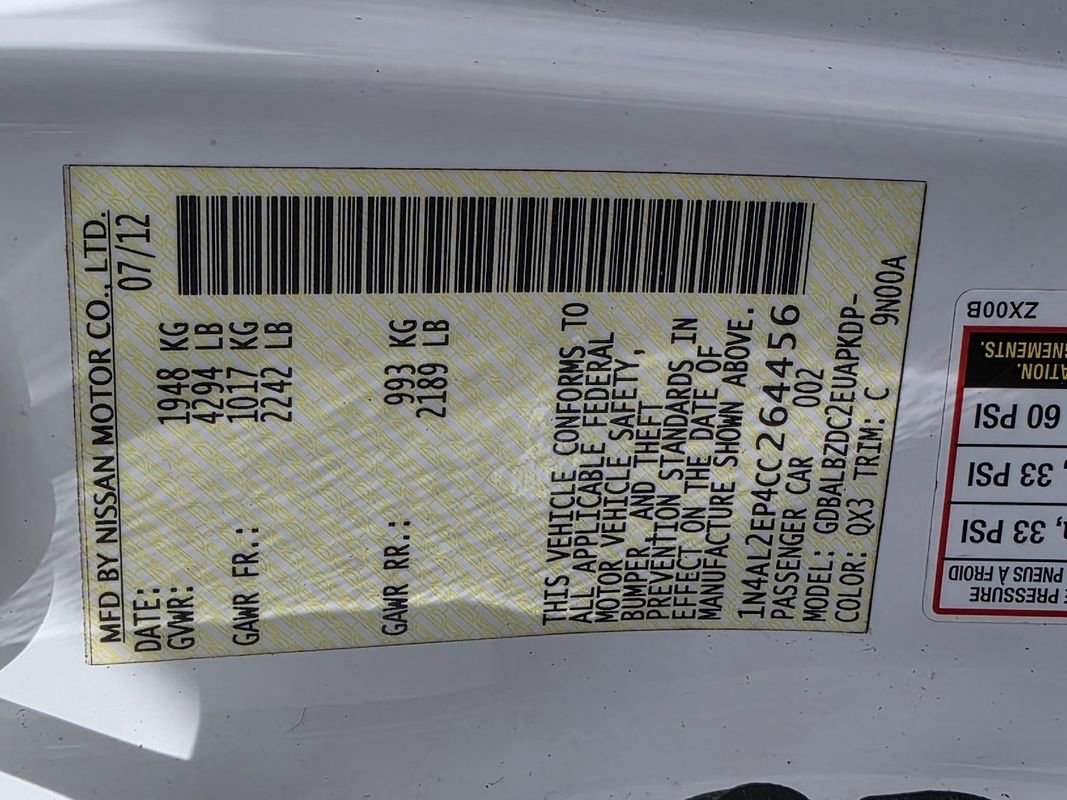 MFD BY NISSAN MOTOR CO., LTD.
DATE: 07/12
GVWR: 1948 KG
4294 LB
GAWR FR.: 1017 KG
2242 LB
GAWR RR.: 993 KG
2189 LB
THIS VEHICLE CONFORMS TO
ALL APPLICABLE FEDERAL
MOTOR VEHICLE SAFETY,
BUMPER, AND THEFT
PREVENTION STANDARDS IN
EFFECT ON THE DATE OF
MANUFACTURE SHOWN ABOVE.
1N4AL2EP4CC264456
PASSENGER CAR 002
MODEL: GDBALBZDC2EUAPKDP-
COLOR: QX3 TRIM: C 9N00A
PRESSURE
PNEUS À FROID
33 PSI
33 PSI
60 PSI
ZX00B